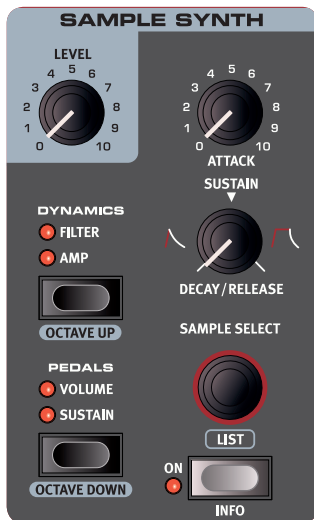 SAMPLE SYNTH
LEVEL
0 1 2 3 4 5 6 7 8 9 10
0 1 2 3 4 5 6 7 8 9 10
ATTACK
SUSTAIN
DECAY/RELEASE
DYNAMICS
FILTER
AMP
OCTAVE UP
SAMPLE SELECT
LIST
PEDALS
VOLUME
SUSTAIN
OCTAVE DOWN
ON
INFO